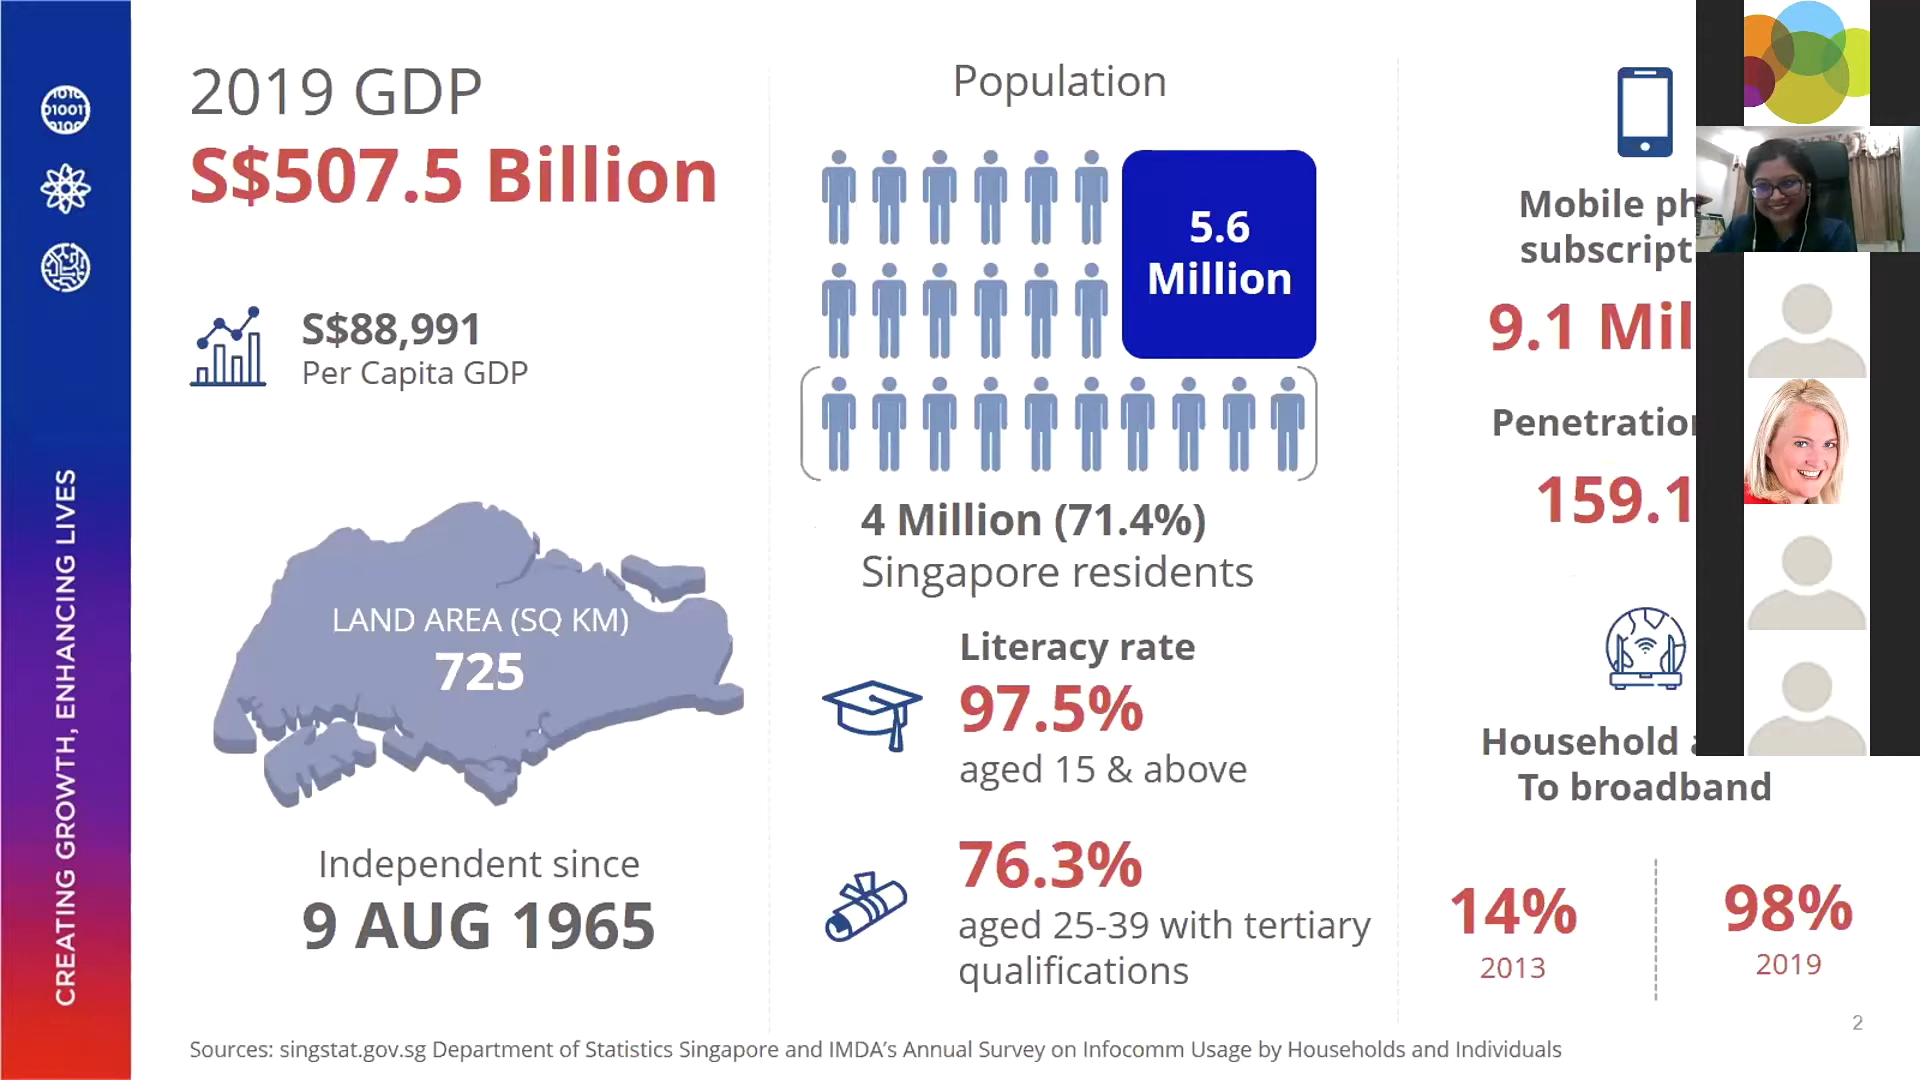 CREATING GROWTH, ENHANCING LIVES
2019 GDP
S$507.5 Billion
S$88,991
Per Capita GDP
LAND AREA (SQ KM)
725
Independent since
9 AUG 1965
Population
5.6
Million
4 Million (71.4%)
Singapore residents
Literacy rate
97.5%
aged 15 & above
76.3%
aged 25-39 with tertiary
qualifications
Mobile
9.1
159.1
Household
To broadband
14%
2013
98%
2019
2
Sources: singstat.gov.sg Department of Statistics Singapore and IMDA’s Annual Survey on Infocomm Usage by Households and Individuals